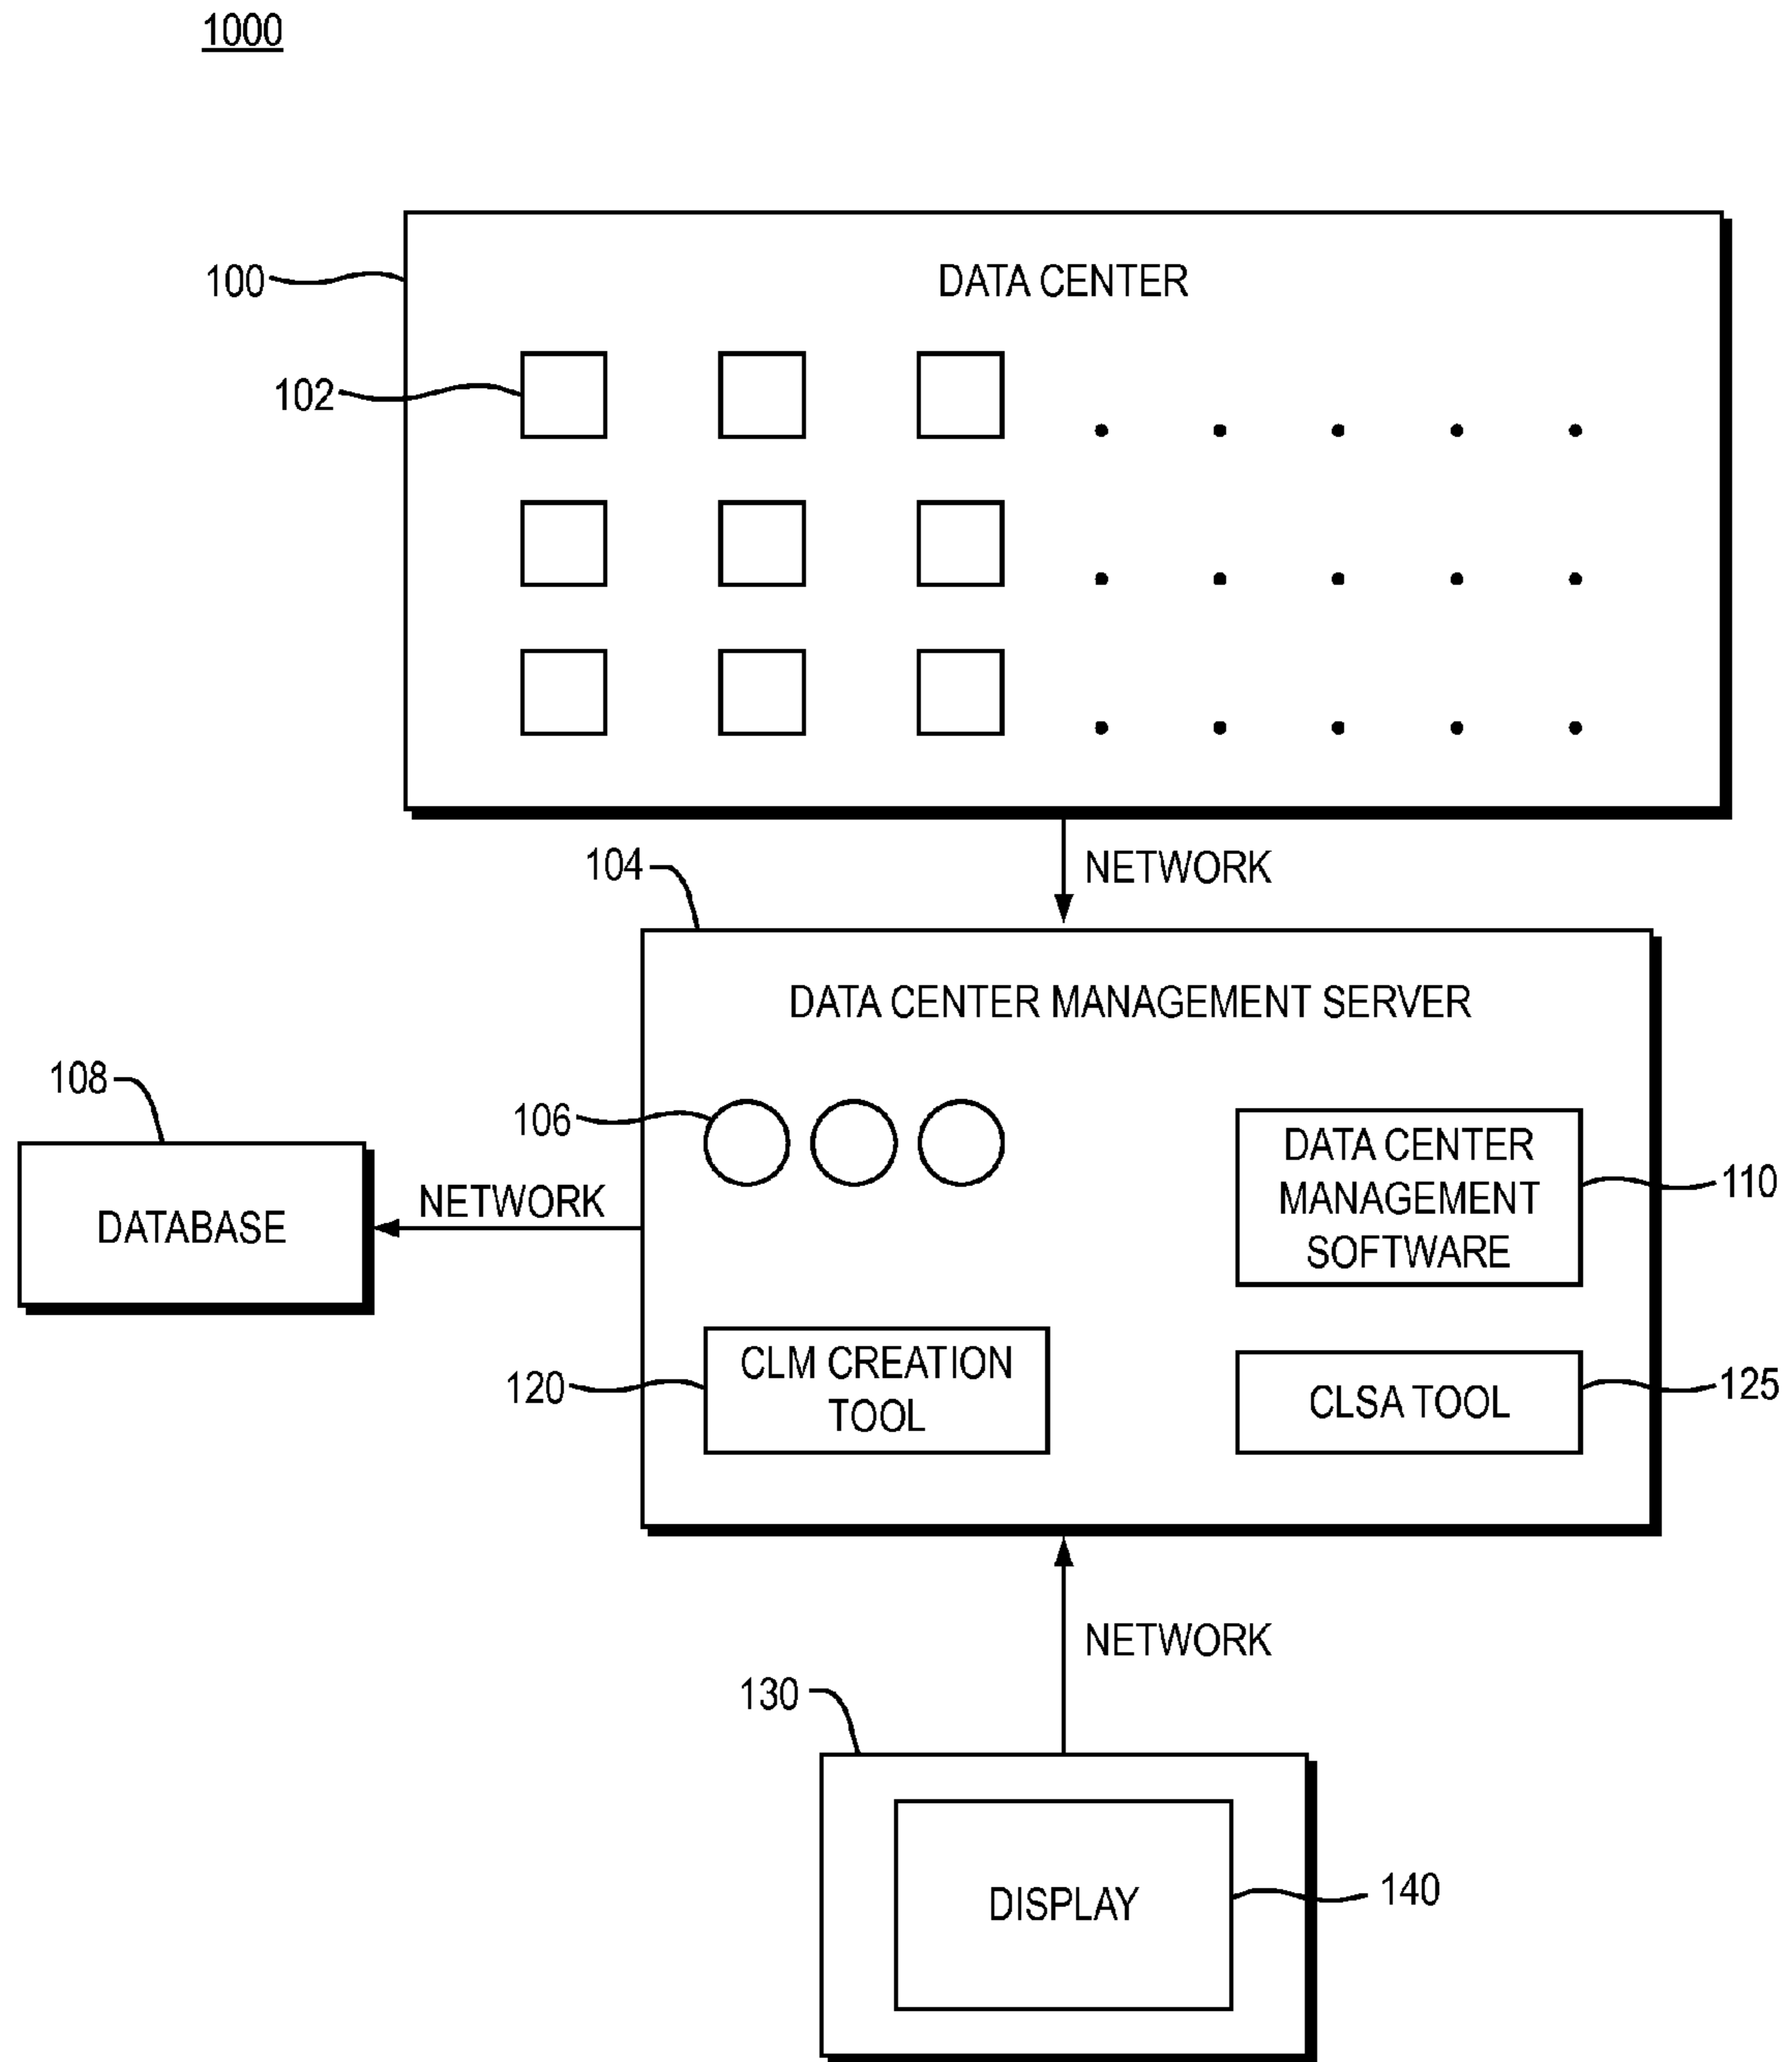 1000
DATA CENTER
100
102
104
NETWORK
DATA CENTER MANAGEMENT SERVER
108
106
DATA CENTER
MANAGEMENT
SOFTWARE
110
NETWORK
DATABASE
CLM CREATION
TOOL
120
CLSA TOOL
125
NETWORK
130
DISPLAY
140